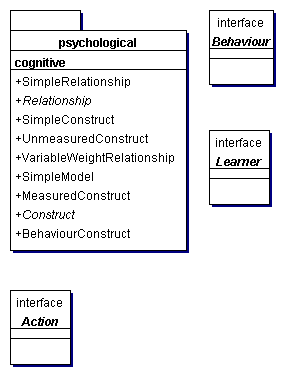 psychological
cognitive
+SimpleRelationship
+Relationship
+SimpleConstruct
+UnmeasuredConstruct
+VariableWeightRelationship
+SimpleModel
+MeasuredConstruct
+Construct
+BehaviourConstruct
interface
Behaviour
interface
Learner
interface
Action